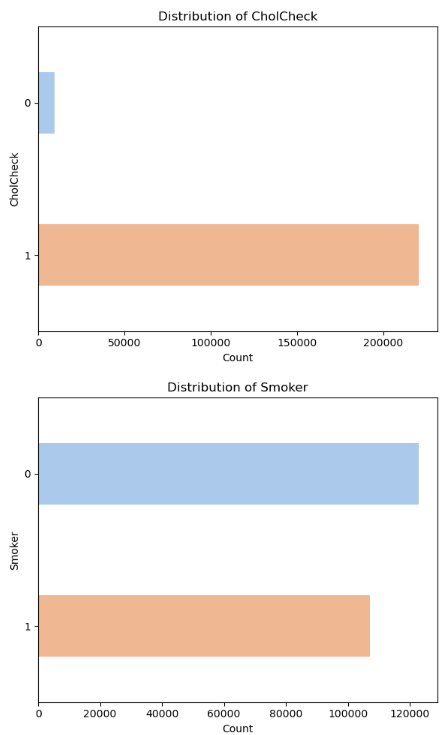 Distribution of CholCheck
0
CholCheck
1
0 50000 100000 150000 200000
Count
Distribution of Smoker
0
Smoker
1
0 20000 40000 60000 80000 100000 120000
Count